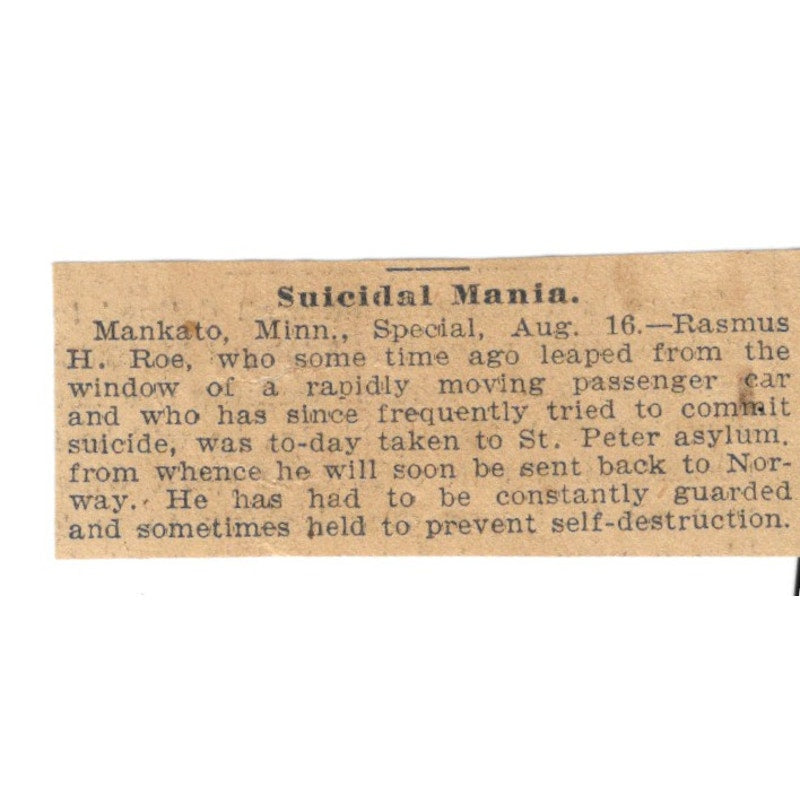 Suicidal Mania.
Mankato, Minn., Special, Aug. 16.—Rasmus
H. Roe, who some time ago leaped from the
window of a rapidly moving passenger car
and who has since frequently tried to commit
suicide, was to-day taken to St. Peter asylum.
from whence he will soon be sent back to Nor-
way. He has had to be constantly guarded
and sometimes held to prevent self-destruction.